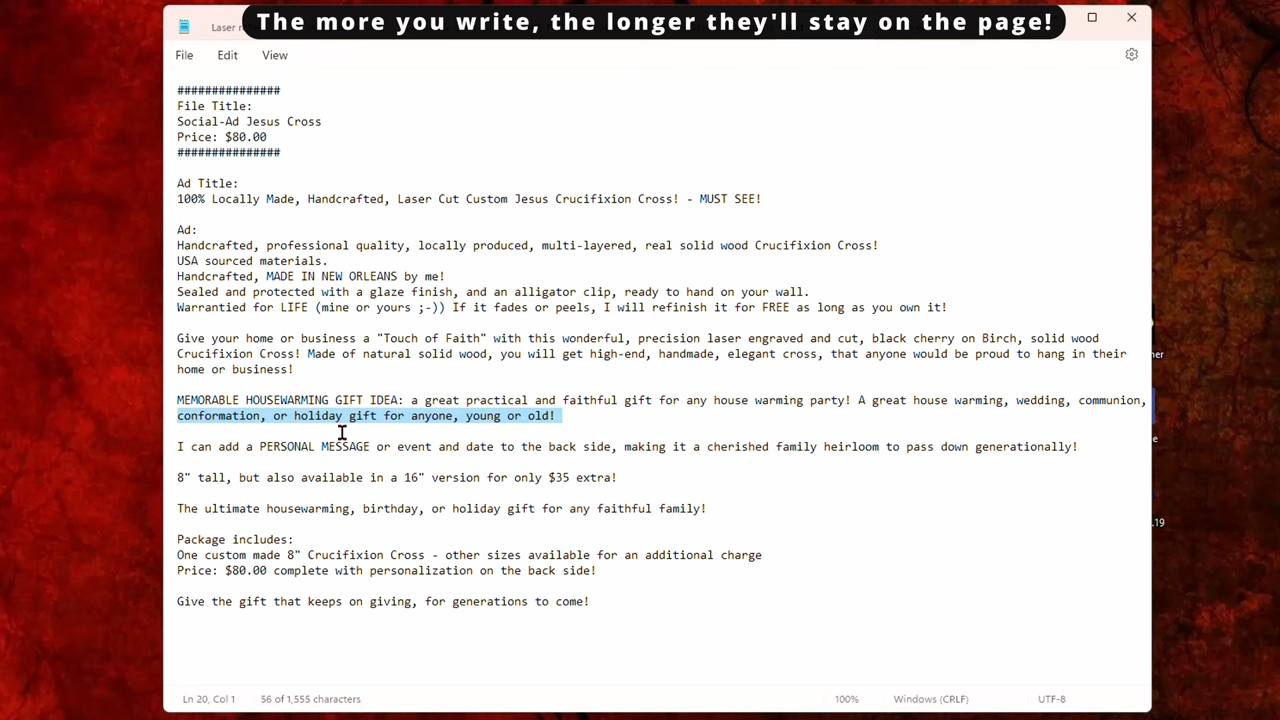 The more you write, the longer they'll stay on the page!
Laser
File Edit View
###############
File Title:
Social-Ad Jesus Cross
Price: $80.00
###############
Ad Title:
100% Locally Made, Handcrafted, Laser Cut Custom Jesus Crucifixion Cross! - MUST SEE!
Ad:
Handcrafted, professional quality, locally produced, multi-layered, real solid wood Crucifixion Cross!
USA sourced materials.
Handcrafted, MADE IN NEW ORLEANS by me!
Sealed and protected with a glaze finish, and an alligator clip, ready to hand on your wall.
Warrantied for LIFE (mine or yours ;-)) If it fades or peels, I will refinish it for FREE as long as you own it!
Give your home or business a "Touch of Faith" with this wonderful, precision laser engraved and cut, black cherry on Birch, solid wood
Crucifixion Cross! Made of natural solid wood, you will get high-end, handmade, elegant cross, that anyone would be proud to hang in their
home or business!
MEMORABLE HOUSEWARMING GIFT IDEA: a great practical and faithful gift for any house warming party! A great house warming, wedding, communion,
conformation, or holiday gift for anyone, young or old!
I can add a PERSONAL MESSAGE or event and date to the back side, making it a cherished family heirloom to pass down generationally!
8" tall, but also available in a 16" version for only $35 extra!
The ultimate housewarming, birthday, or holiday gift for any faithful family!
Package includes:
One custom made 8" Crucifixion Cross - other sizes available for an additional charge
Price: $80.00 complete with personalization on the back side!
Give the gift that keeps on giving, for generations to come!
Ln 20, Col 1 56 of 1,555 characters 100% Windows (CRLF) UTF-8